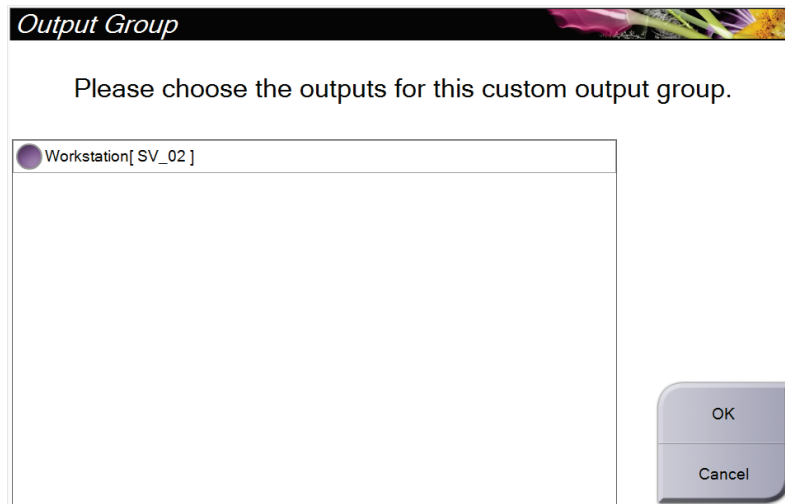 Output Group
Please choose the outputs for this custom output group.
Workstation[ SV_02 ]
OK
Cancel